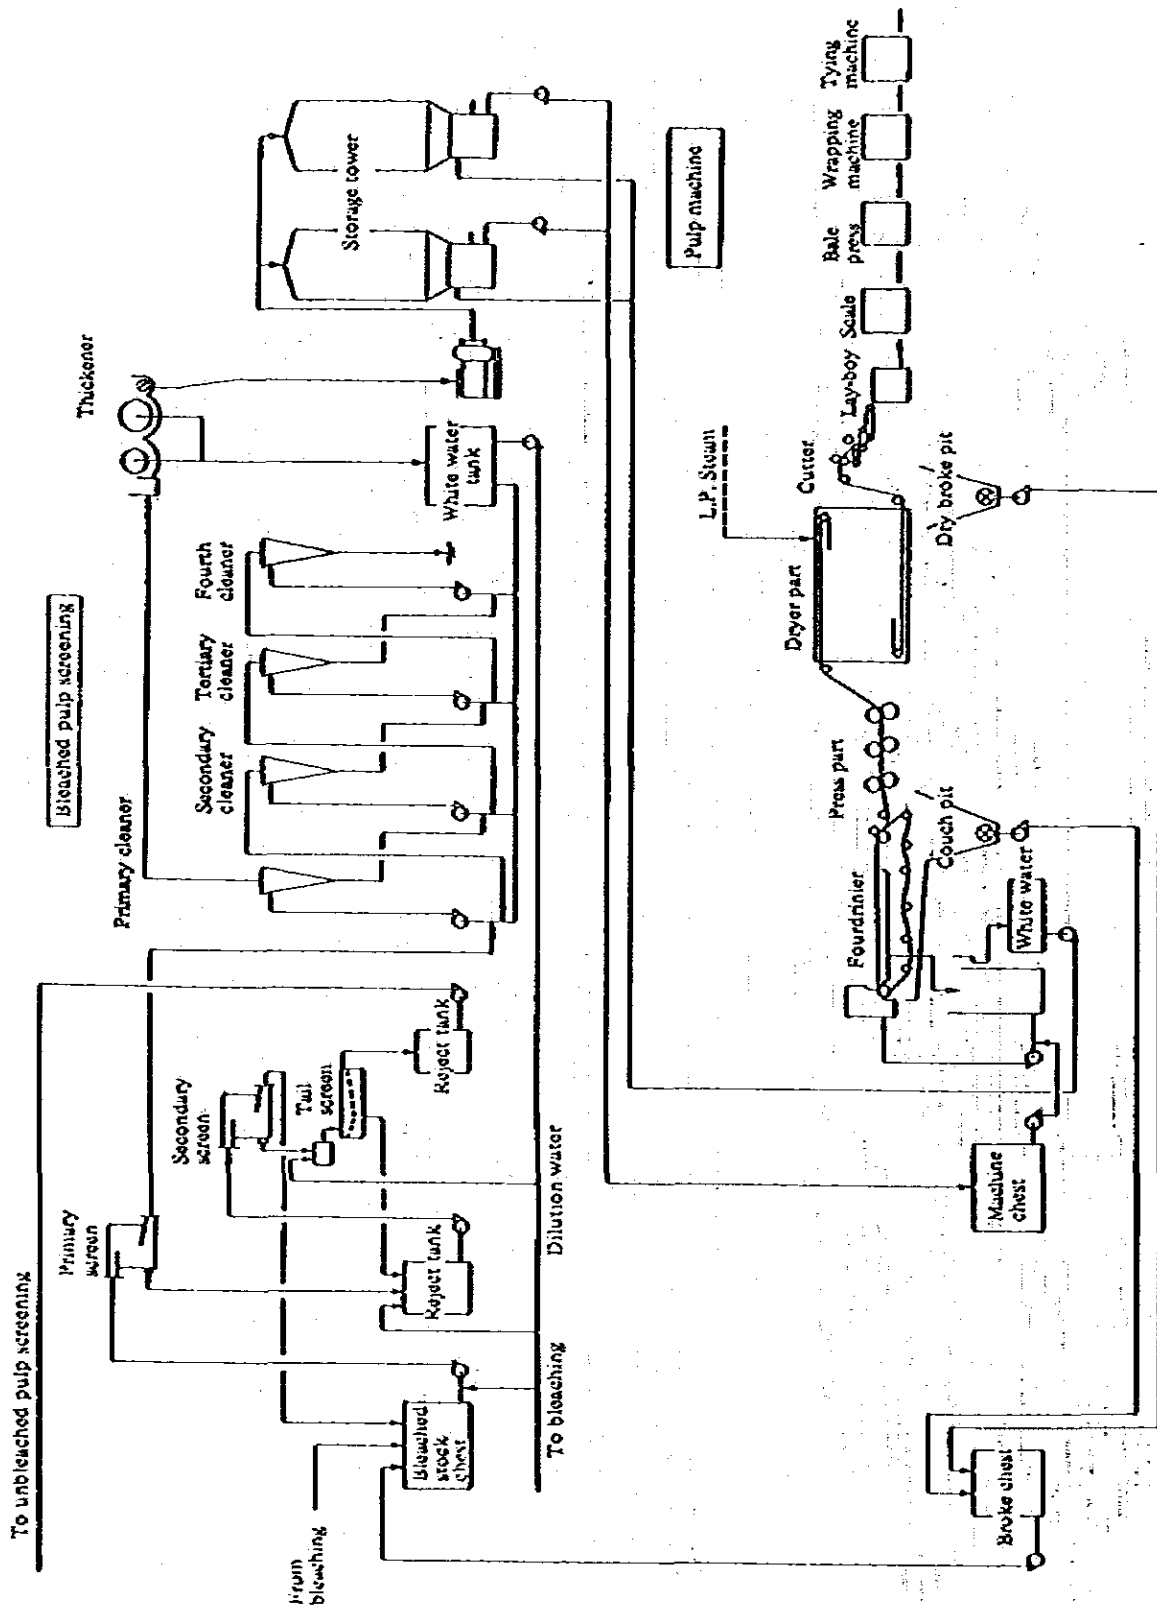 To unbleached pulp screening
Bleached pulp screening
Primary
screen
Secondary
screen
Tail
screen
Reject tank
Primary cleaner
Secondary
cleaner
Tertiary
cleaner
Fourth
cleaner
Thickener
Storage tower
White water
tank
From
bleaching
Bleached
stock
chest
Reject tank
To bleaching
Dilution water
Pulp machine
L.P. Steam
Machine
chest
Fourdrinier
Press part
Dryer part
Cutter
Lay-boy
Scale
Bale
press
Wrapping
machine
Tying
machine
White water
Couch pit
Dry broke pit
Broke chest